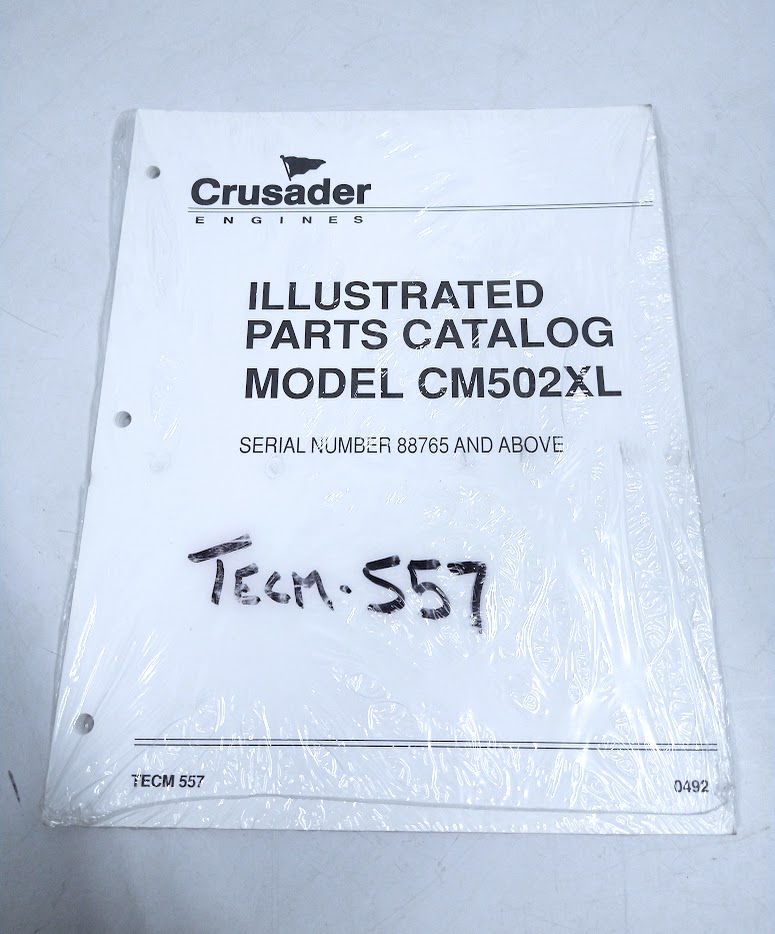 Crusader
ENGINES
ILLUSTRATED
PARTS CATALOG
MODEL CM502XL
SERIAL NUMBER 88765 AND ABOVE
TECM-557
TECM 557
0492